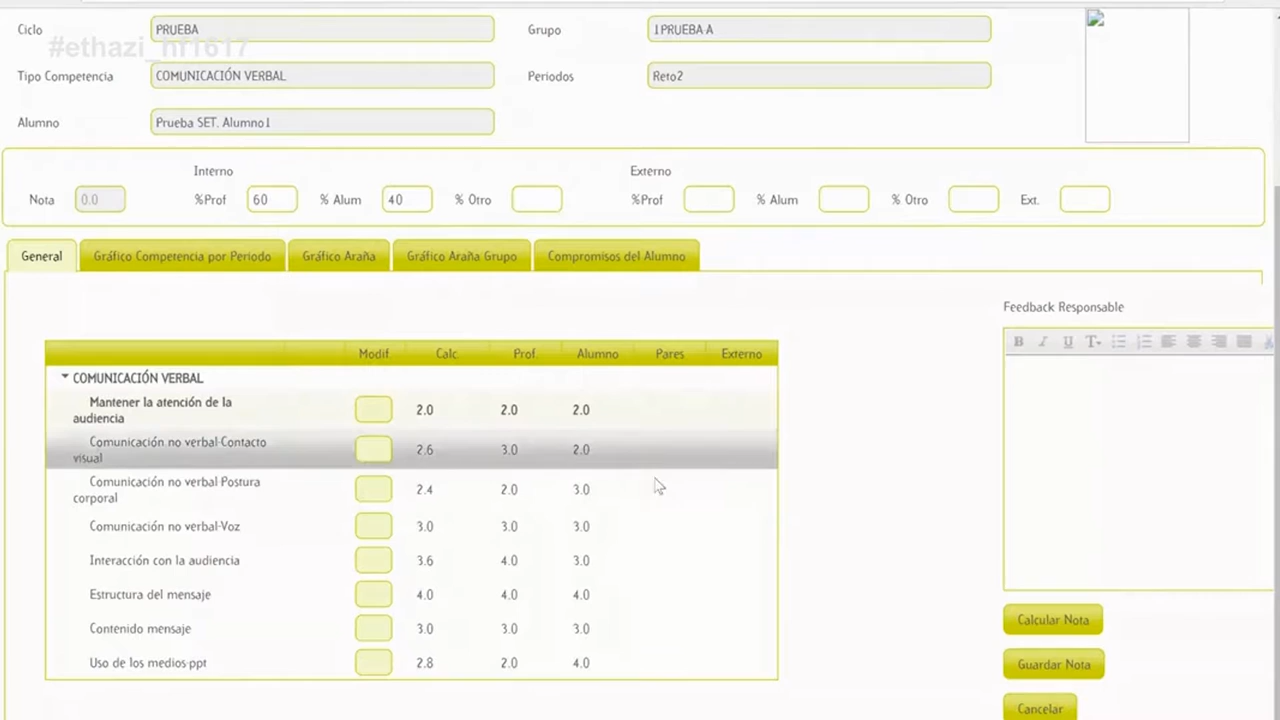 Ciclo PRUEBA Grupo 1PRUEBA A
#ethazi_nf1617
Tipo Competencia COMUNICACIÓN VERBAL Periodos Reto2
Alumno Prueba SET. Alumno1
Interno Externo
Nota 0.0 %Prof 60 % Alum 40 % Otro %Prof % Alum % Otro Ext.
General Gráfico Competencia por Periodo Gráfico Araña Gráfico Araña Grupo Compromisos del Alumno
Feedback Responsable
B I U T
Modif. Calc. Prof. Alumno Pares Externo
COMUNICACIÓN VERBAL
Mantener la atención de la
audiencia 2.0 2.0 2.0
Comunicación no verbal-Contacto
visual 2.6 3.0 2.0
Comunicación no verbal Postura
corporal 2.4 2.0 3.0
Comunicación no verbal-Voz 3.0 3.0 3.0
Interacción con la audiencia 3.6 4.0 3.0
Estructura del mensaje 4.0 4.0 4.0
Contenido mensaje 3.0 3.0 3.0
Uso de los medios-ppt 2.8 2.0 4.0
Calcular Nota
Guardar Nota
Cancelar